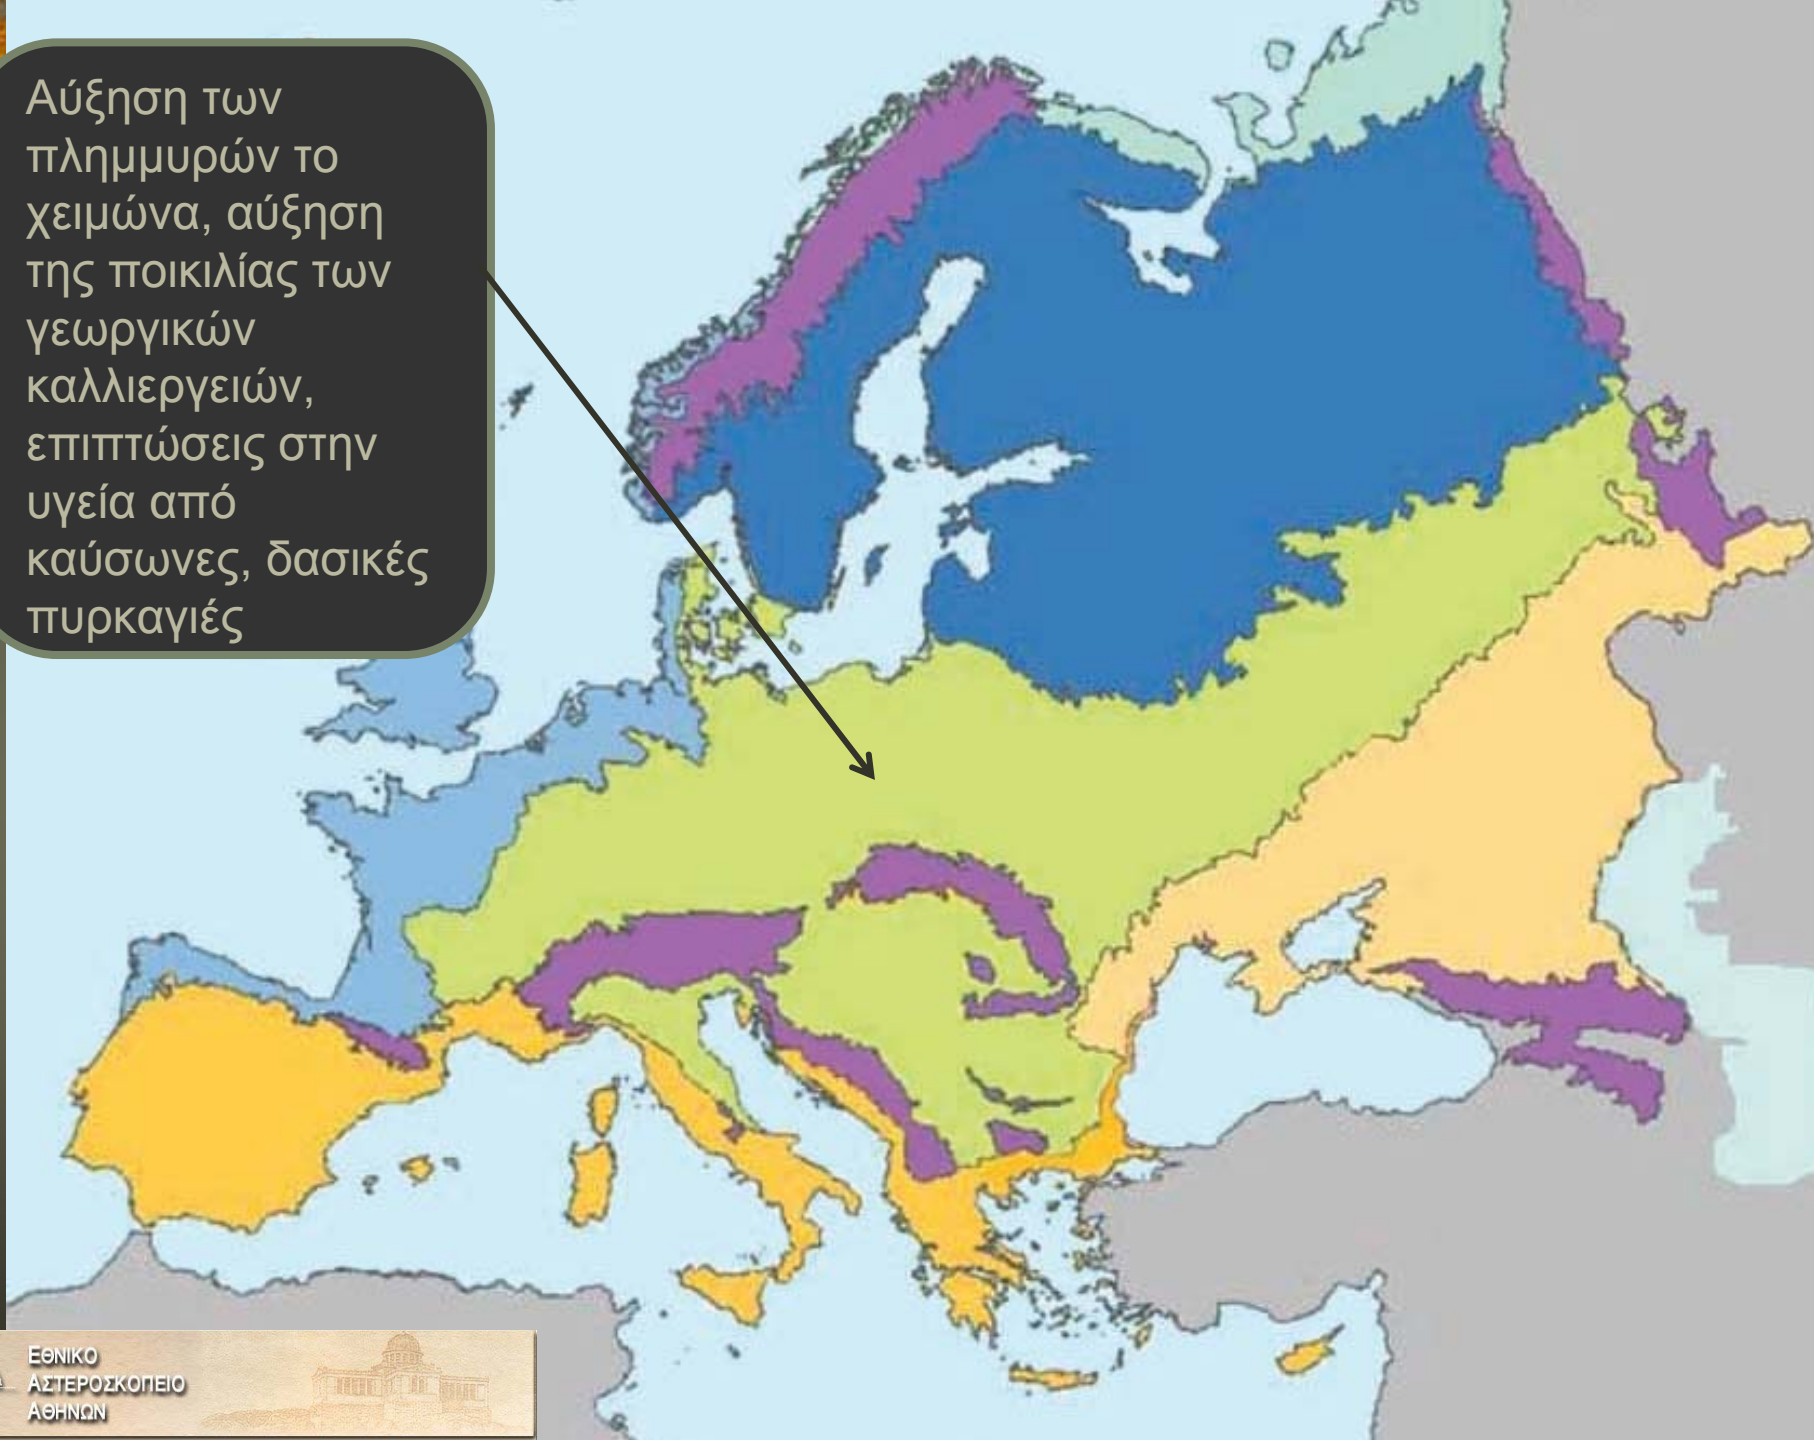 Αύξηση των
πλημμυρών το
χειμώνα, αύξηση
της ποικιλίας των
γεωργικών
καλλιεργειών,
επιπτώσεις στην
υγεία από
καύσωνες, δασικές
πυρκαγιές
ΕΘΝΙΚΟ
ΑΣΤΕΡΟΣΚΟΠΕΙΟ
ΑΘΗΝΩΝ